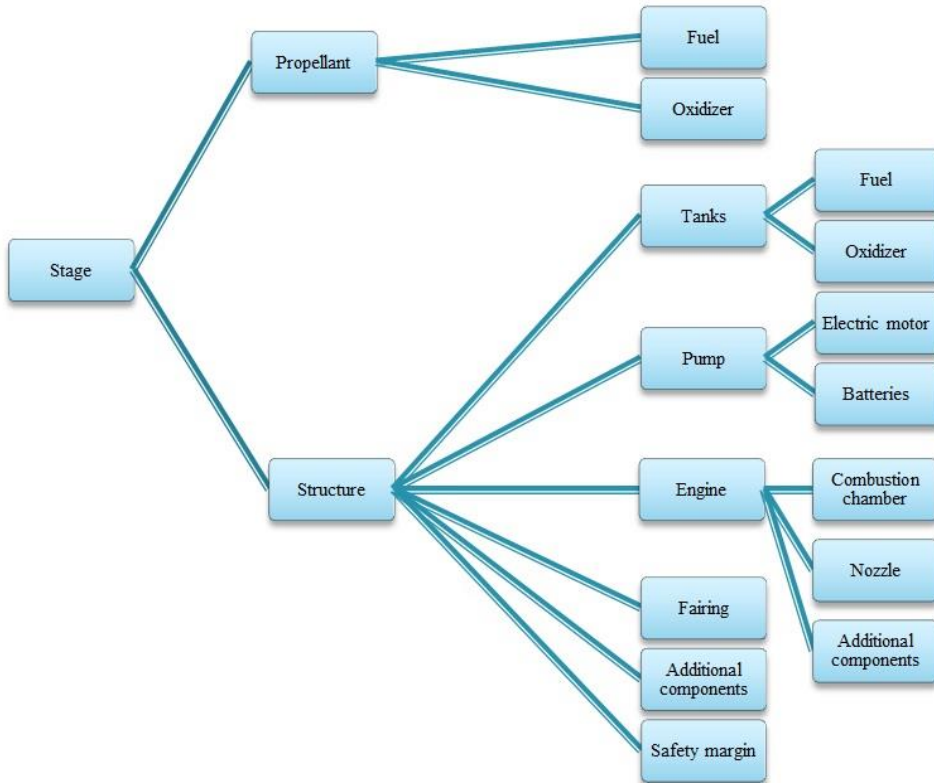 Fuel
Propellant
Oxidizer
Fuel
Tanks
Oxidizer
Stage
Electric motor
Pump
Batteries
Structure
Engine
Combustion
chamber
Nozzle
Fairing
Additional
components
Additional
components
Safety margin